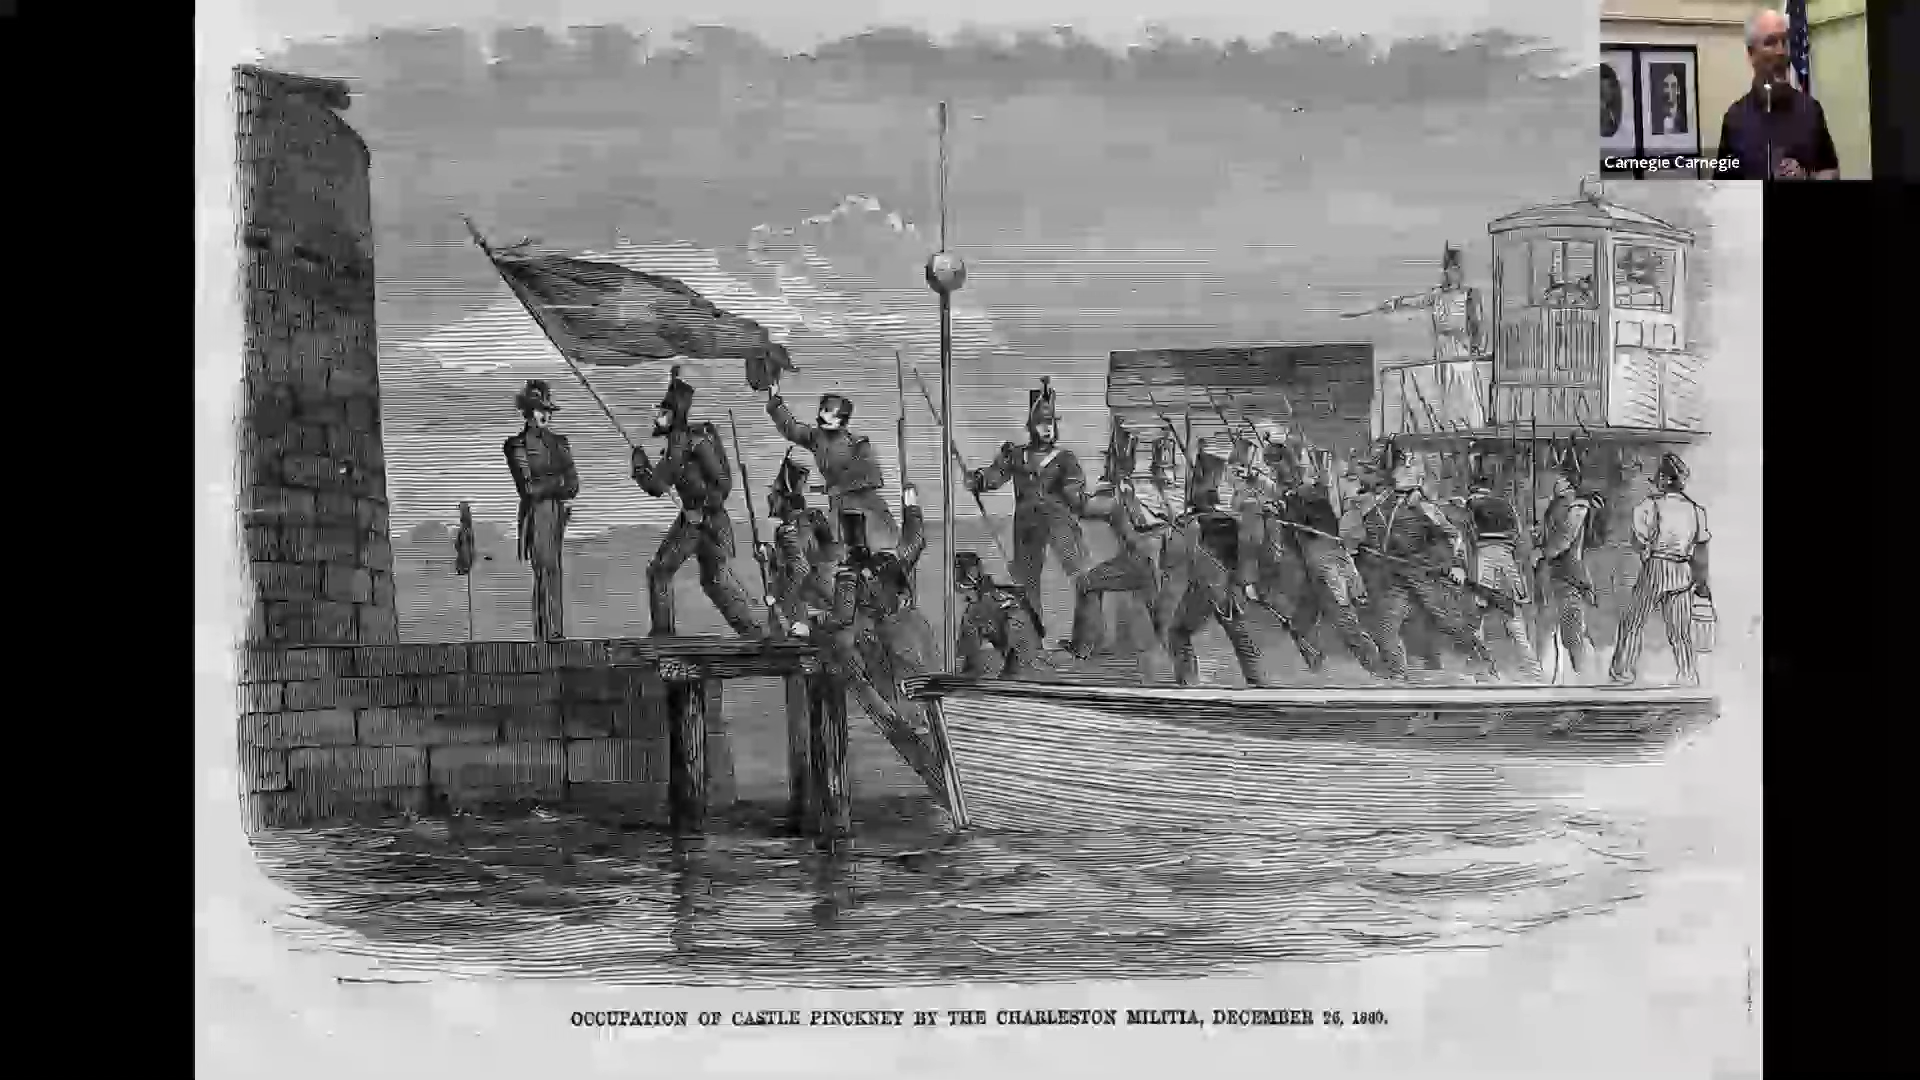 Carnegie Carnegie
OCCUPATION OF CASTLE PINCKNEY BY THE CHARLESTON MILITIA, DECEMBER 26, 1860.